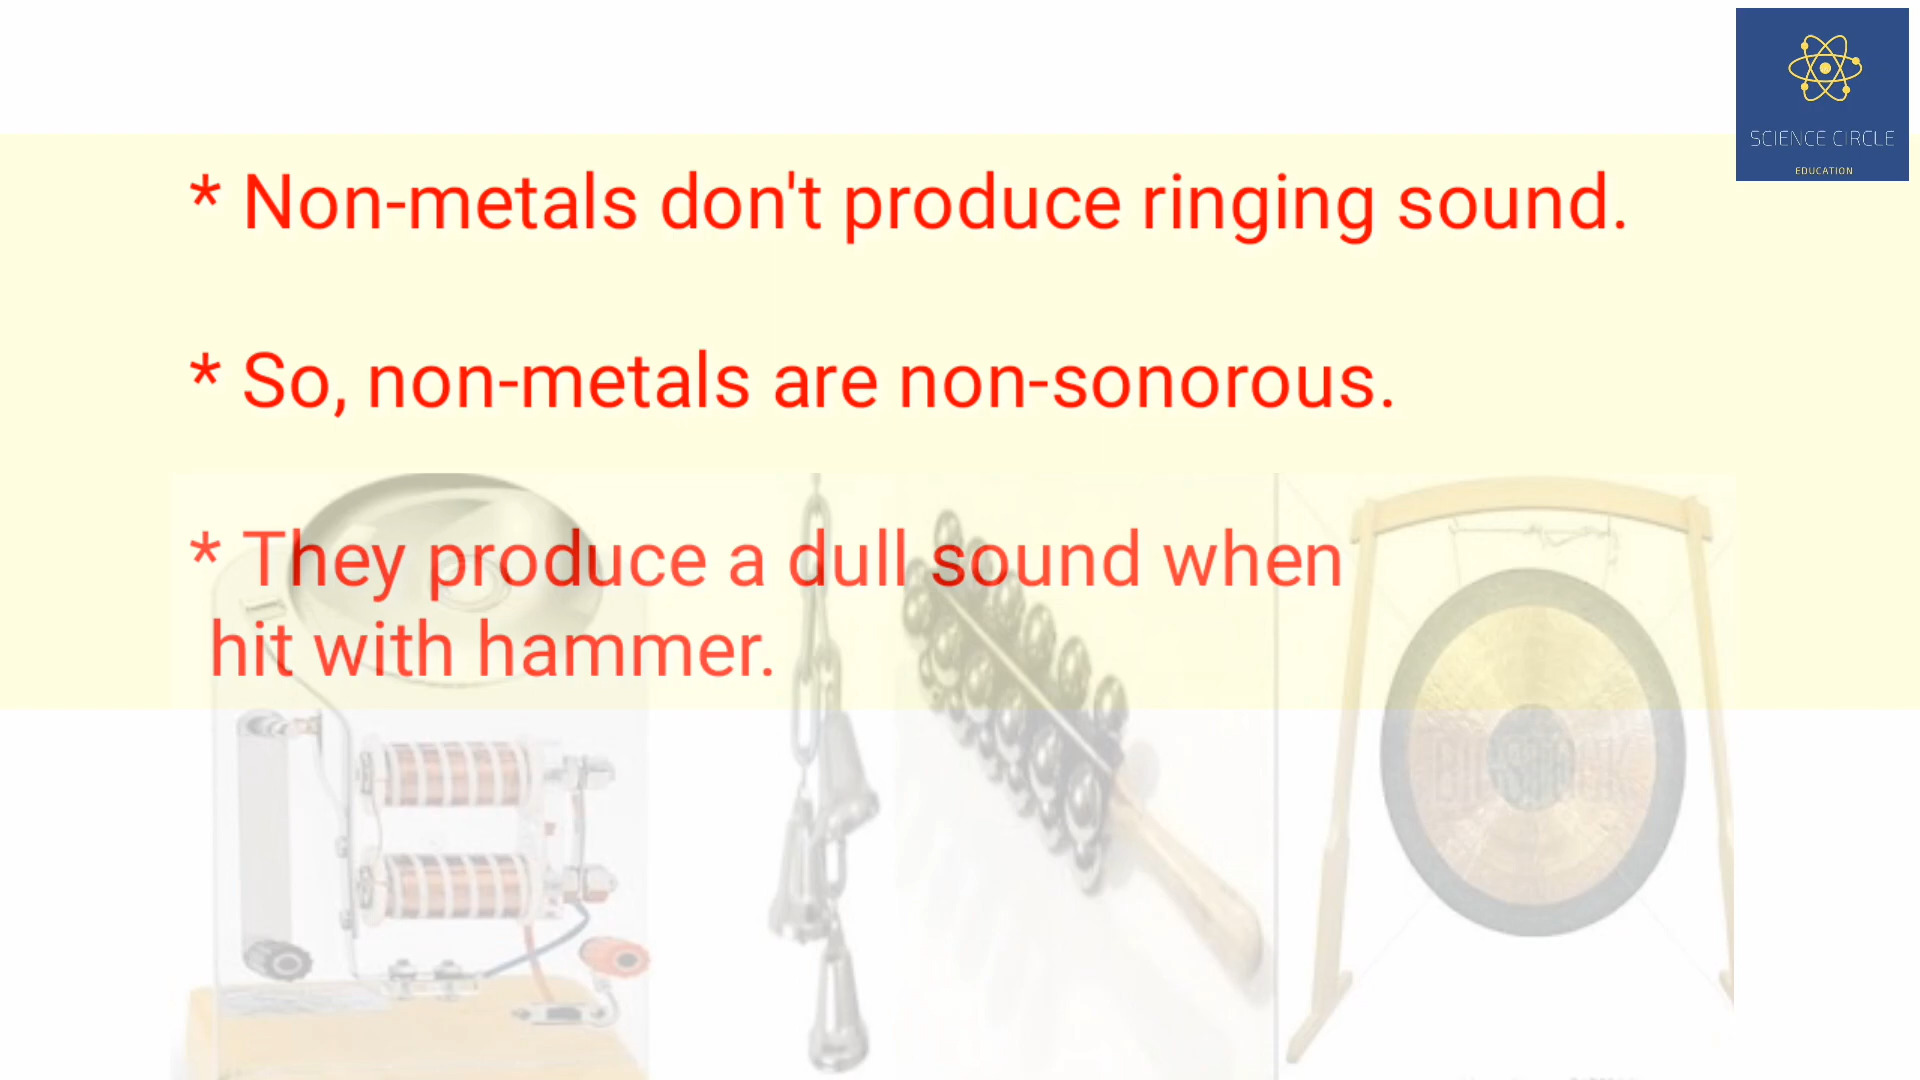 SCIENCE CIRCLE
EDUCATION
* Non-metals don't produce ringing sound.
* So, non-metals are non-sonorous.
* They produce a dull sound when
hit with hammer.